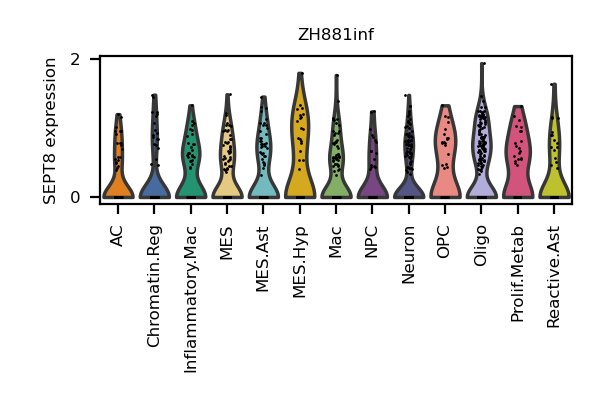 ZH881inf
SEPT8 expression
2
0
AC
Chromatin.Reg
Inflammatory.Mac
MES
MES.Ast
MES.Hyp
Mac
NPC
Neuron
OPC
Oligo
Prolif.Metab
Reactive.Ast